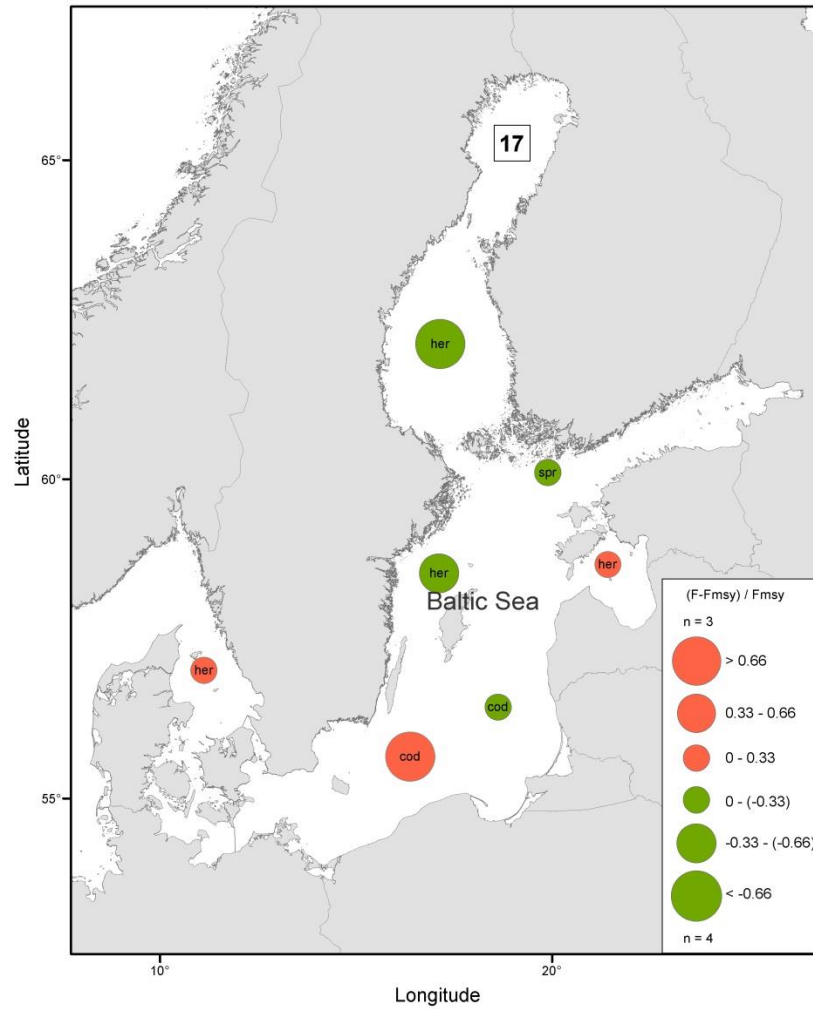 17
65°
her
Latitude
60°
spr
her
her
Baltic Sea
her
cod
cod
55°
(F-Fmsy) / Fmsy
n = 3
> 0.66
0.33 - 0.66
0 - 0.33
0 - (-0.33)
-0.33 - (-0.66)
< -0.66
n = 4
10°
20°
Longitude